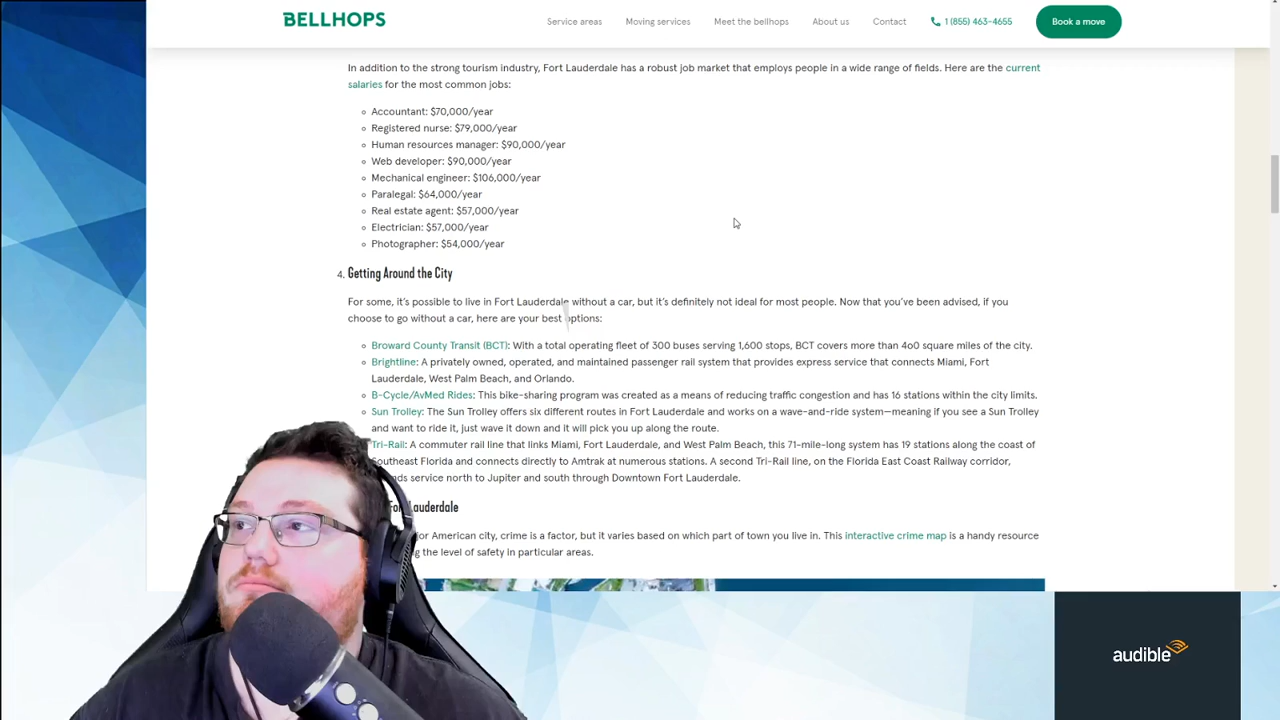 BELLHOPS
Service areas Moving services Meet the bellhops About us Contact 1 (855) 463-4655 Book a move
In addition to the strong tourism industry, Fort Lauderdale has a robust job market that employs people in a wide range of fields. Here are the current
salaries for the most common jobs:
Accountant: $70,000/year
Registered nurse: $79,000/year
Human resources manager: $90,000/year
Web developer: $90,000/year
Mechanical engineer: $106,000/year
Paralegal: $64,000/year
Real estate agent: $57,000/year
Electrician: $57,000/year
Photographer: $54,000/year
4. Getting Around the City
For some, it's possible to live in Fort Lauderdale without a car, but it's definitely not ideal for most people. Now that you've been advised, if you
choose to go without a car, here are your best options:
Broward County Transit (BCT): With a total operating fleet of 300 buses serving 1,600 stops, BCT covers more than 4o0 square miles of the city.
Brightline: A privately owned, operated, and maintained passenger rail system that provides express service that connects Miami, Fort
Lauderdale, West Palm Beach, and Orlando.
B-Cycle/AvMed Rides: This bike-sharing program was created as a means of reducing traffic congestion and has 16 stations within the city limits.
Sun Trolley: The Sun Trolley offers six different routes in Fort Lauderdale and works on a wave-and-ride system—meaning if you see a Sun Trolley
and want to ride it, just wave it down and it will pick you up along the route.
Tri-Rail: A commuter rail line that links Miami, Fort Lauderdale, and West Palm Beach, this 71-mile-long system has 19 stations along the coast of
Southeast Florida and connects directly to Amtrak at numerous stations. A second Tri-Rail line, on the Florida East Coast Railway corridor,
service north to Jupiter and south through Downtown Fort Lauderdale.
Fort Lauderdale
American city, crime is a factor, but it varies based on which part of town you live in. This interactive crime map is a handy resource
the level of safety in particular areas.
audible